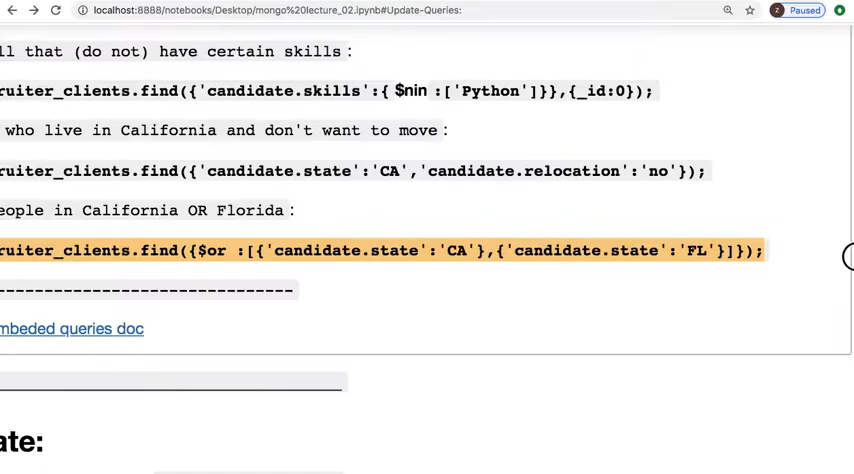 localhost:8888/notebooks/Desktop/mongo%20lecture_02.ipynb#Update-Queries:
Z Paused
ll that (do not) have certain skills:
ruiter_clients.find({'candidate.skills':{ $nin :['Python']}},{_id:0});
who live in California and don't want to move:
ruiter_clients.find({'candidate.state':'CA','candidate.relocation':'no'});
eople in California OR Florida:
ruiter_clients.find({$or :[{'candidate.state':'CA'},{'candidate.state':'FL'}]});
--------------------------------
mbeded queries doc
ate: